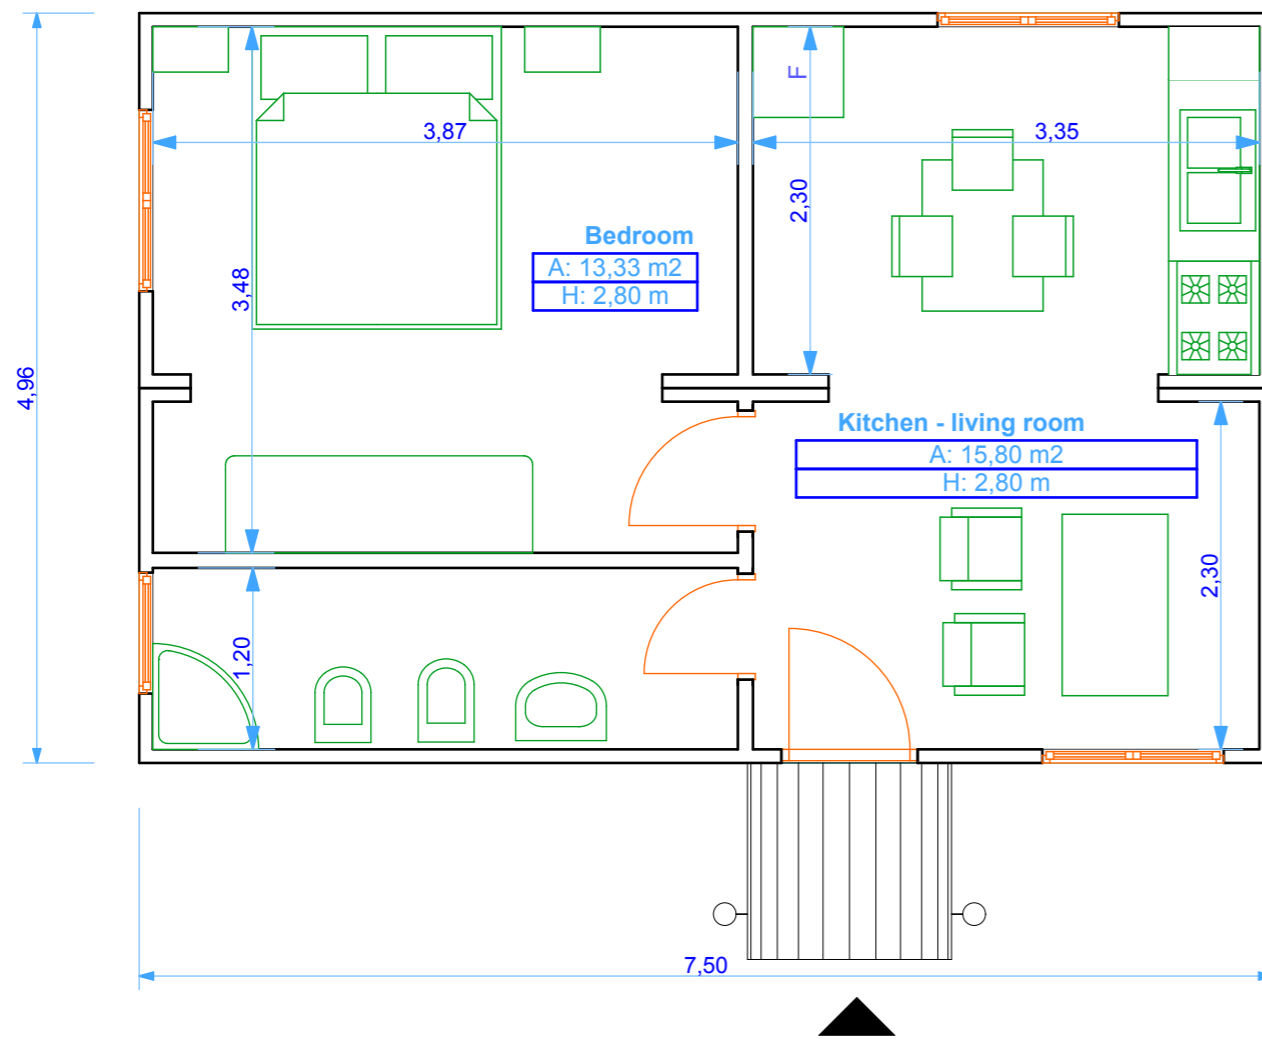 F
3,87
3,35
2,30
Bedroom
A: 13,33 m2
H: 2,80 m
3,48
4,96
Kitchen - living room
A: 15,80 m2
H: 2,80 m
2,30
1,20
7,50